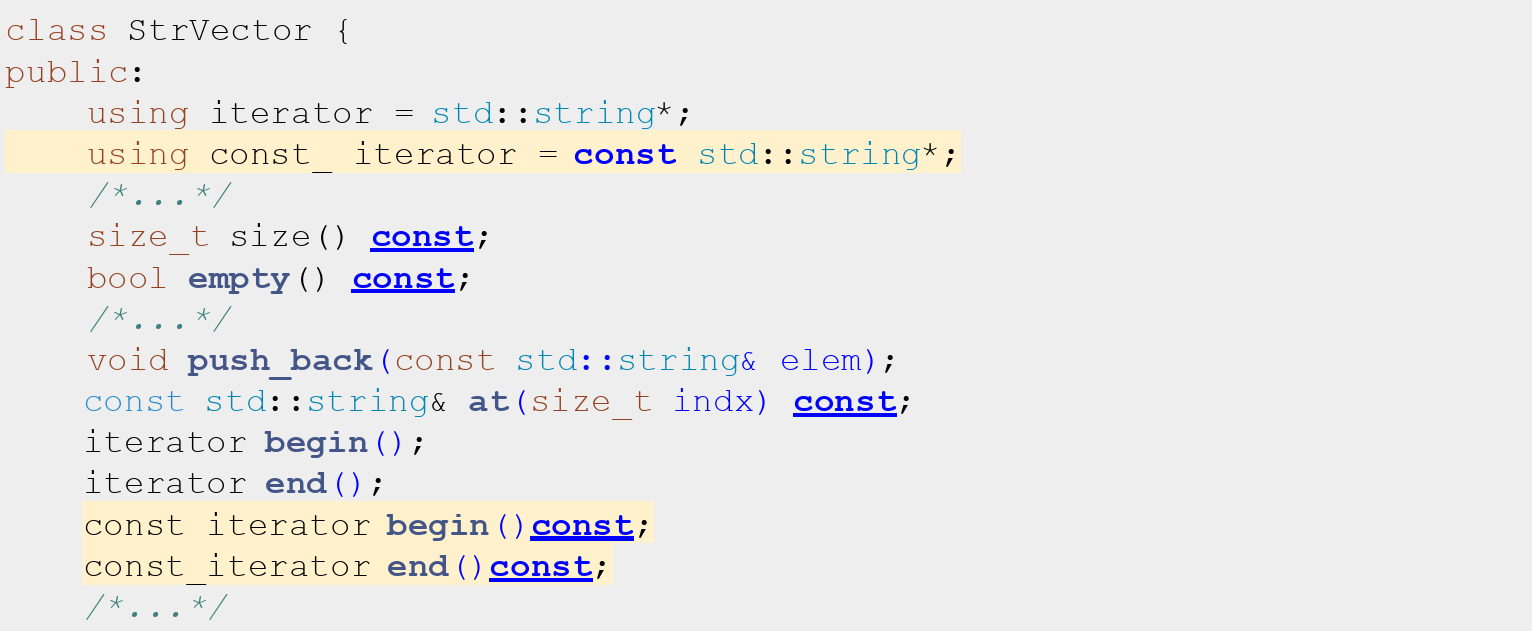 class StrVector {
public:
    using iterator = std::string*;
    using const_ iterator = const std::string*;
    /*...*/
    size_t size() const;
    bool empty() const;
    /*...*/
    void push_back(const std::string& elem);
    const std::string& at(size_t indx) const;
    iterator begin();
    iterator end();
    const_iterator begin()const;
    const_iterator end()const;
    /*...*/